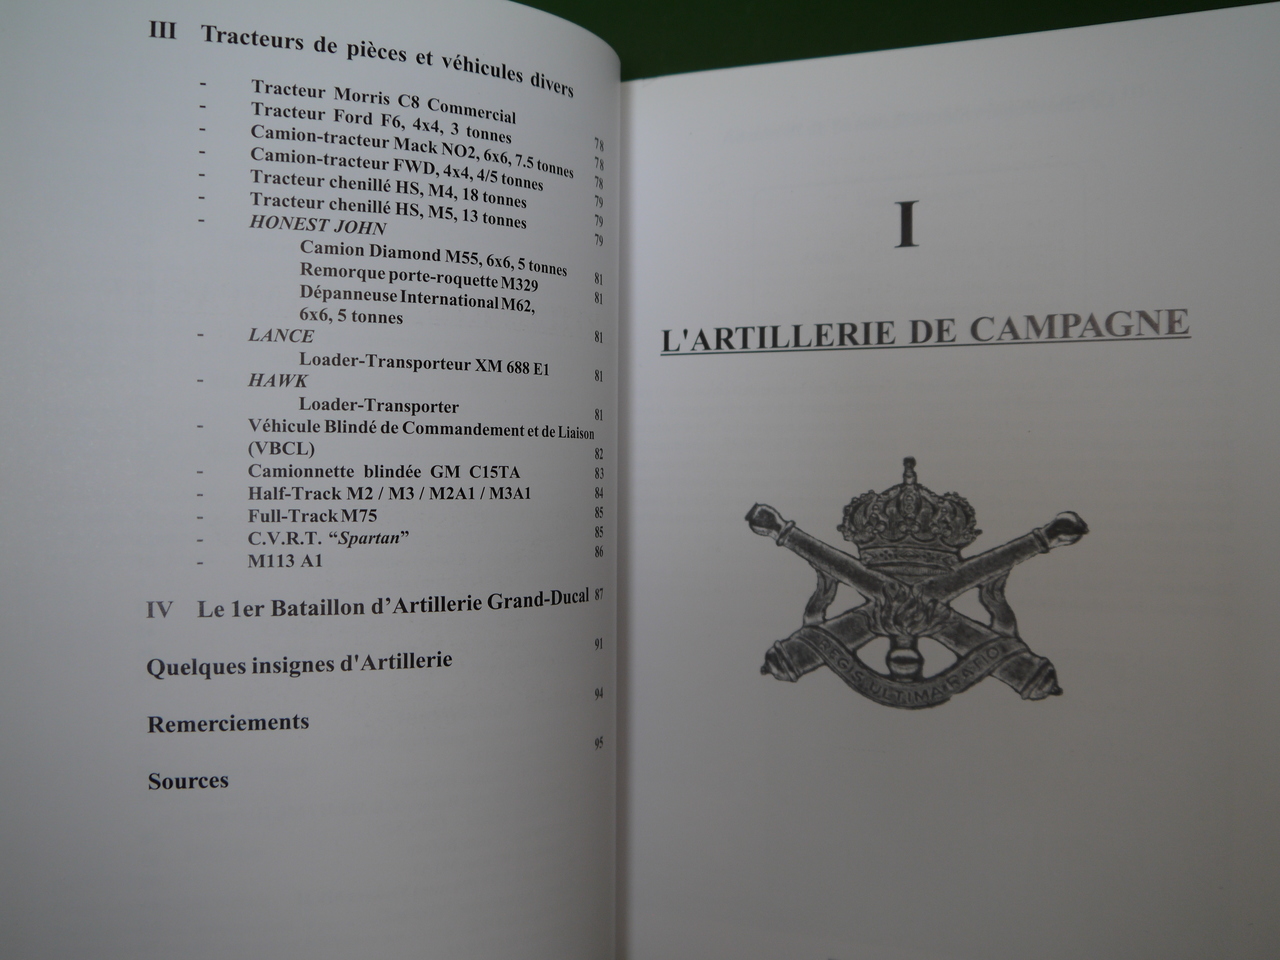 III Tracteurs de pièces et véhicules divers
- Tracteur Morris C8 Commercial 78
- Tracteur Ford F6, 4x4, 3 tonnes 78
- Camion-tracteur Mack NO2, 6x6, 7.5 tonnes 78
- Camion-tracteur FWD, 4x4, 4/5 tonnes 79
- Tracteur chenillé HS, M4, 18 tonnes 79
- Tracteur chenillé HS, M5, 13 tonnes 79
- HONEST JOHN
Camion Diamond M55, 6x6, 5 tonnes 81
Remorque porte-roquette M329 81
Dépanneuse International M62,
6x6, 5 tonnes 81
- LANCE
Loader-Transporteur XM 688 E1 81
- HAWK
Loader-Transporter 81
- Véhicule Blindé de Commandement et de Liaison
(VBCL) 82
- Camionnette blindée GM C15TA 83
- Half-Track M2 / M3 / M2A1 / M3A1 84
- Full-Track M75 85
- C.V.R.T. “Spartan” 85
- M113 A1 86
IV Le 1er Bataillon d’Artillerie Grand-Ducal 87
Quelques insignes d'Artillerie 91
Remerciements 94
Sources 95
I
L'ARTILLERIE DE CAMPAGNE
REGIS ULTIMA RATIO